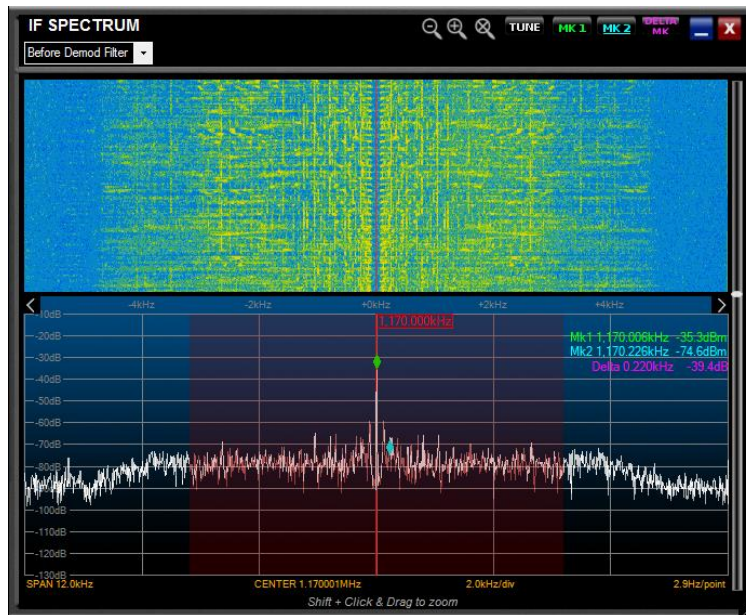 IF SPECTRUM
TUNE MK 1 MK 2 DELTA MK X
Before Demod Filter
-4kHz -2kHz +0kHz +2kHz +4kHz
-10dB
1,170.000kHz
-20dB
Mk1 1,170.006kHz -35.3dBm
-30dB
Mk2 1,170.226kHz -74.6dBm
Delta 0.220kHz -39.4dB
-40dB
-50dB
-60dB
-70dB
-80dB
-100dB
-110dB
-120dB
-130dB
SPAN 12.0kHz CENTER 1.170001MHz 2.0kHz/div 2.9Hz/point
Shift + Click & Drag to zoom